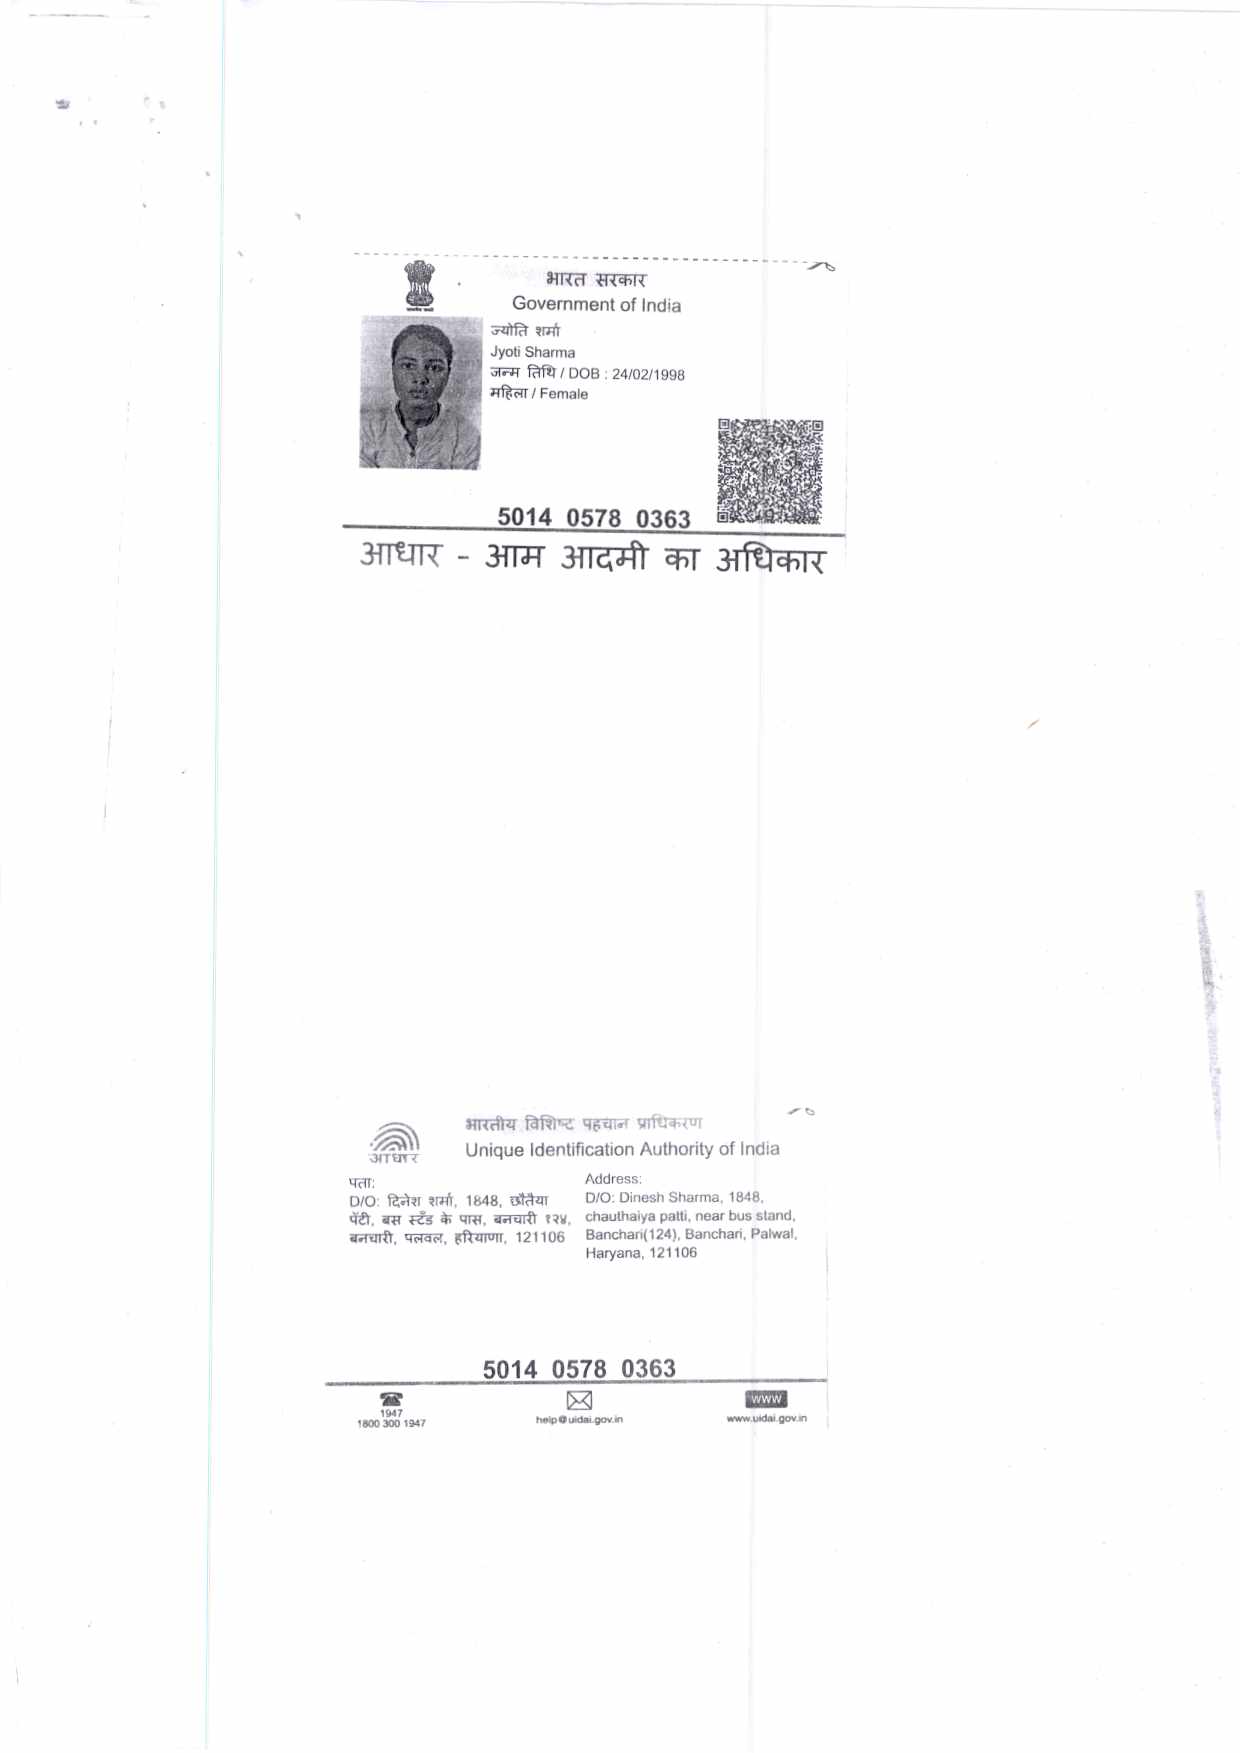 भारत सरकार
Government of India
ज्योति शर्मा
Jyoti Sharma
जन्म तिथि / DOB : 24/02/1998
महिला / Female
5014 0578 0363
आधार - आम आदमी का अधिकार
भारतीय विशिष्ट पहचान प्राधिकरण
Unique Identification Authority of India
आधार
पता:
D/O: दिनेश शर्मा, 1848, छौतैया
पेंटी, बस स्टैंड के पास, बनचारी १२४,
बनचारी, पलवल, हरियाणा, 121106
Address:
D/O: Dinesh Sharma, 1848,
chauthaiya patti, near bus stand,
Banchari(124), Banchari, Palwal,
Haryana, 121106
5014 0578 0363
1947
1800 300 1947
help@uidai.gov.in
www
www.uidai.gov.in